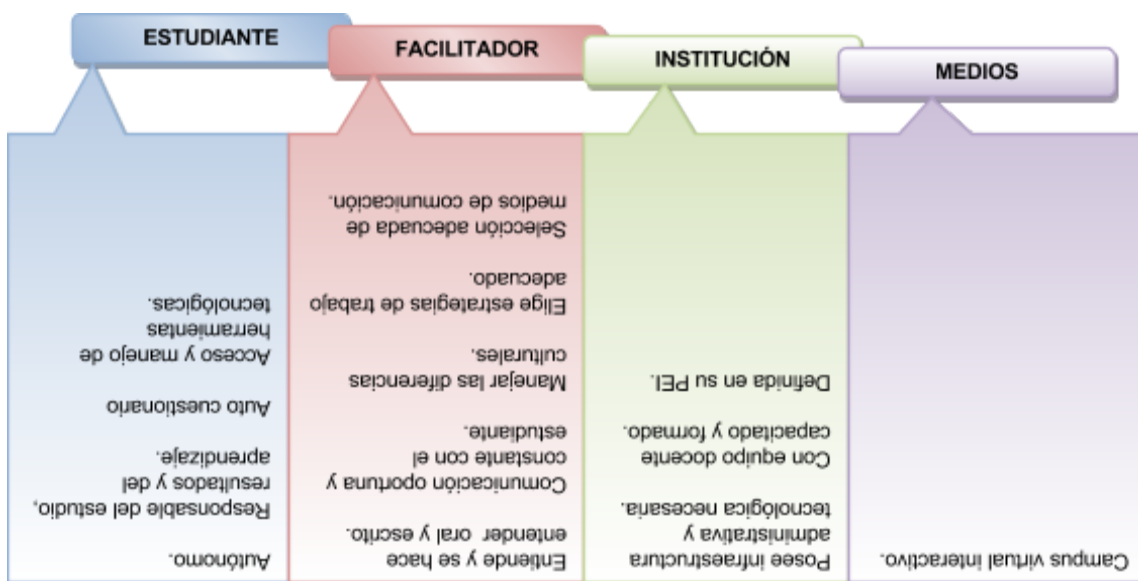 ESTUDIANTE
Autónomo.
Responsable del estudio,
resultados y del
aprendizaje.
Auto cuestionario
Acceso y manejo de
herramientas
tecnológicas.
FACILITADOR
Entiende y se hace
entender oral y escrito.
Comunicación oportuna y
constante con el
estudiante.
Manejar las diferencias
culturales.
Elige estrategias de trabajo
adecuado.
Selección adecuada de
medios de comunicación.
INSTITUCIÓN
Posee infraestructura
administrativa y
tecnológica necesaria.
Con equipo docente
capacitado y formado.
Definida en su PEI.
MEDIOS
Campus virtual interactivo.